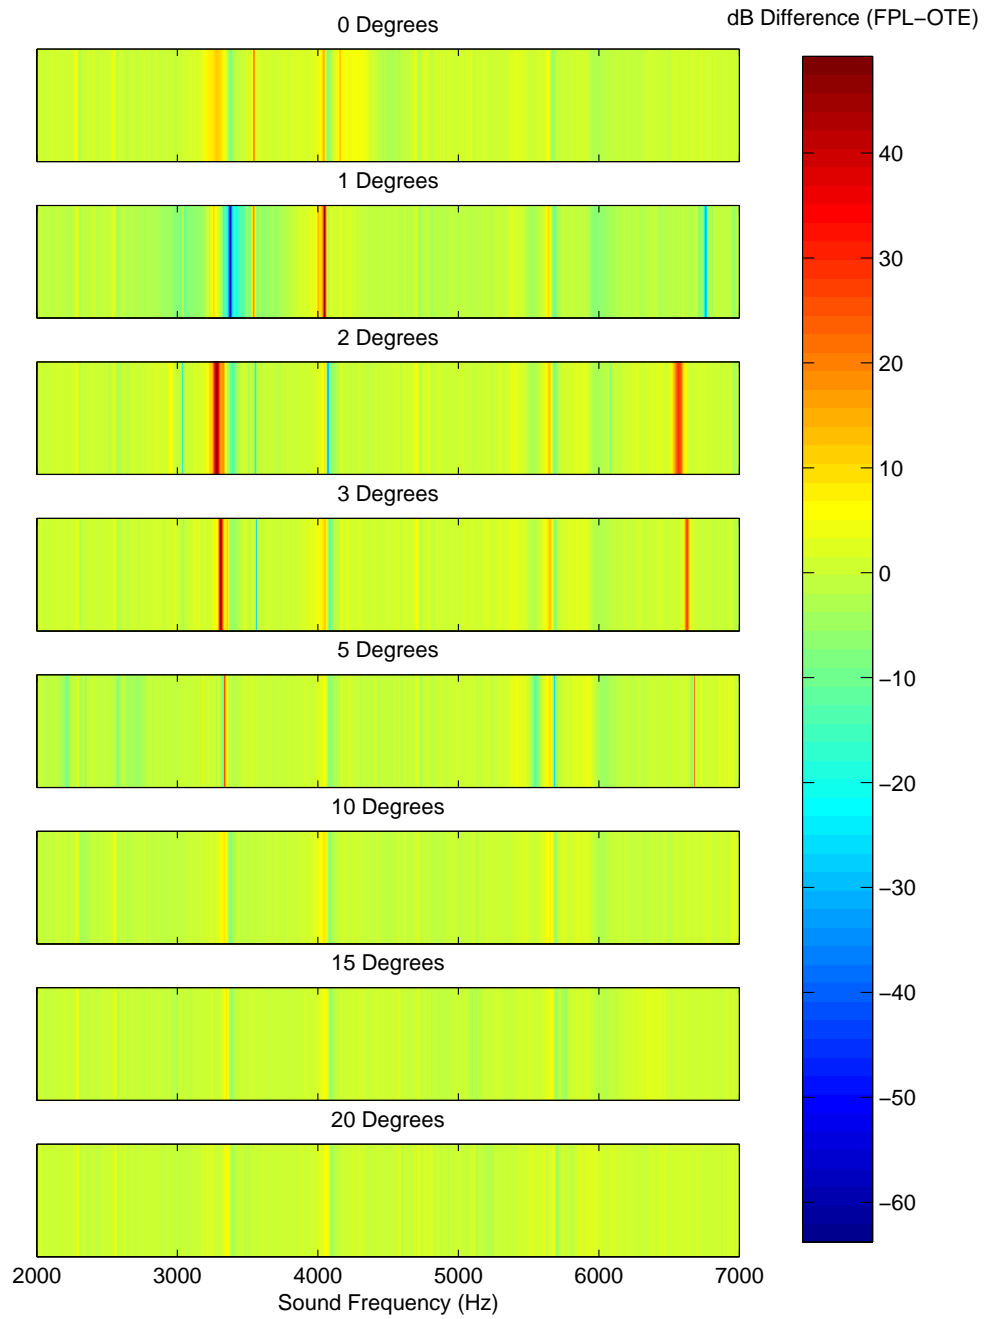 dB Difference (FPL−OTE)
0 Degrees
1 Degrees
2 Degrees
3 Degrees
5 Degrees
10 Degrees
15 Degrees
20 Degrees
2000 3000 4000 5000 6000 7000
Sound Frequency (Hz)
40
30
20
10
0
−10
−20
−30
−40
−50
−60